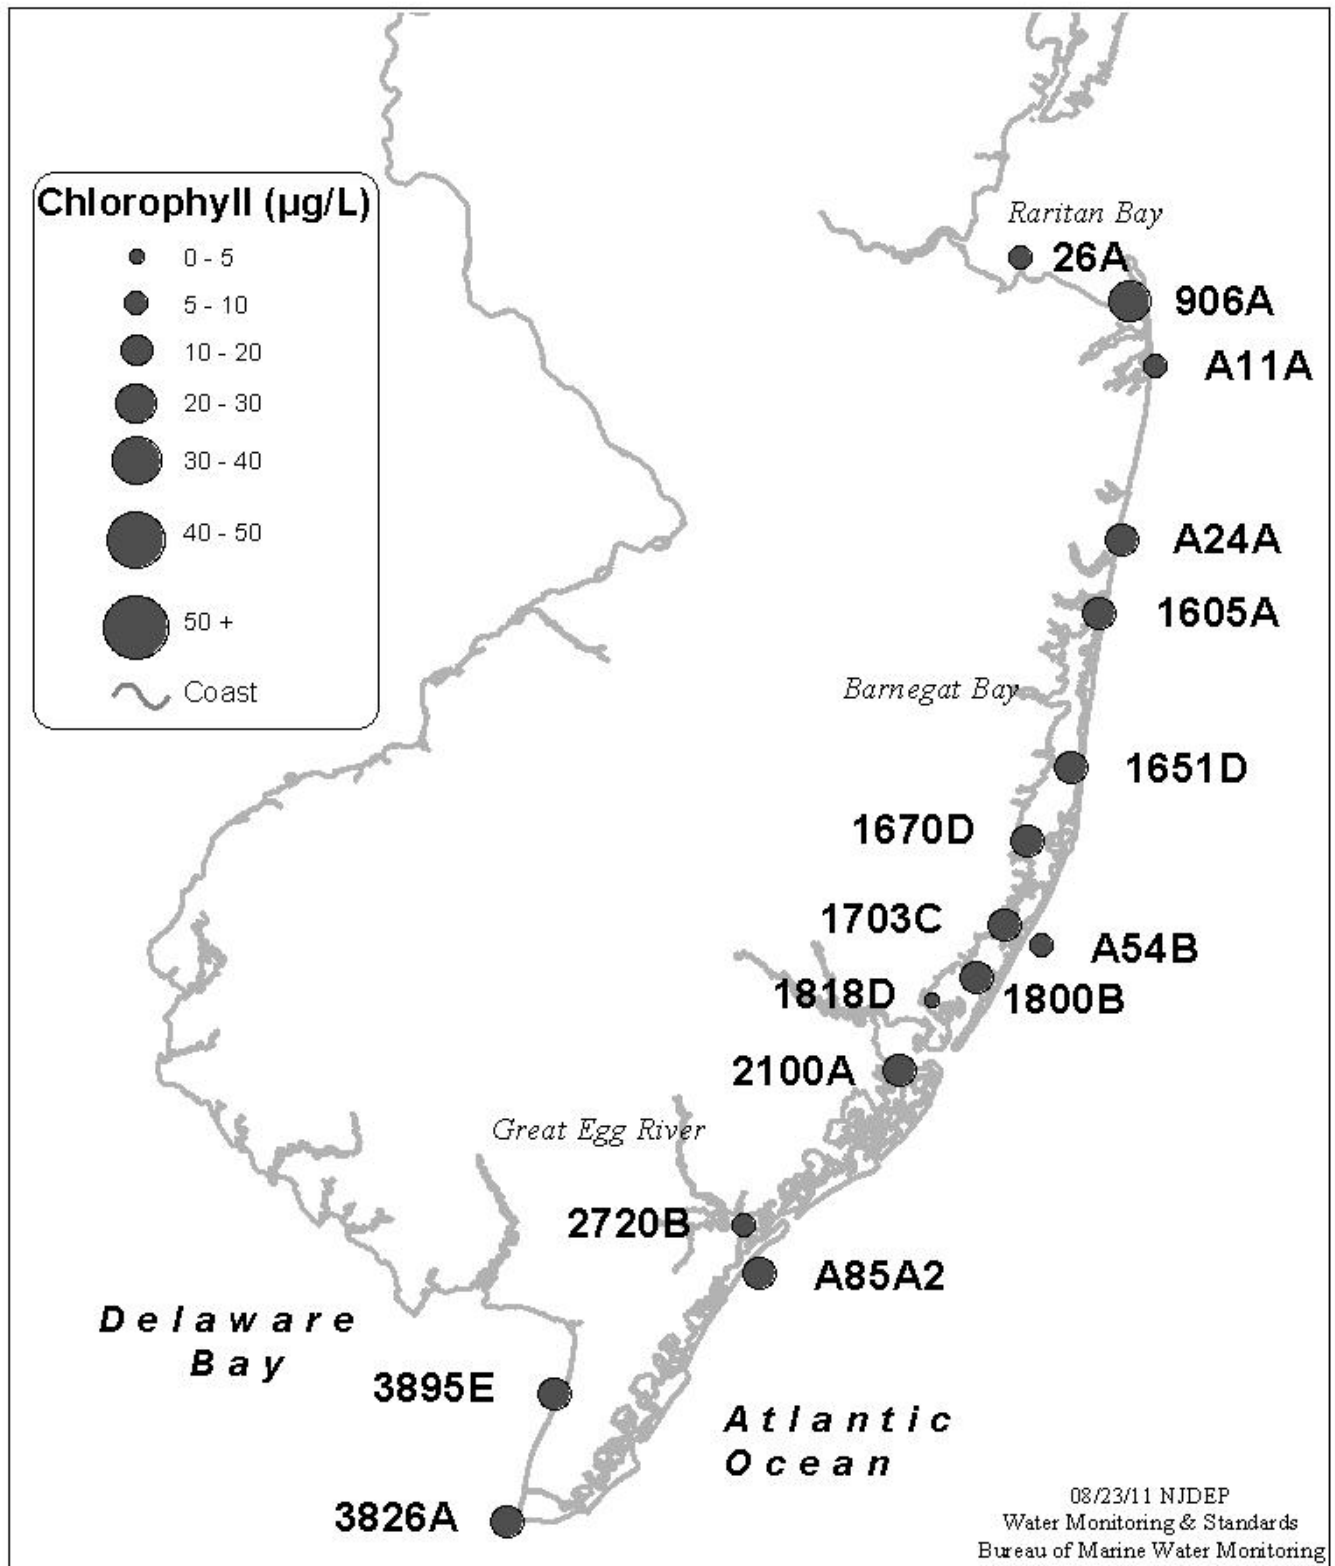 Chlorophyll (µg/L)
0 - 5
5 - 10
10 - 20
20 - 30
30 - 40
40 - 50
50 +
Coast
Raritan Bay
26A
906A
A11A
A24A
1605A
Barnegat Bay
1651D
1670D
1703C
A54B
1818D
1800B
2100A
Great Egg River
2720B
A85A2
Delaware
Bay
3895E
Atlantic
Ocean
3826A
08/23/11 NJDEP
Water Monitoring & Standards
Bureau of Marine Water Monitoring